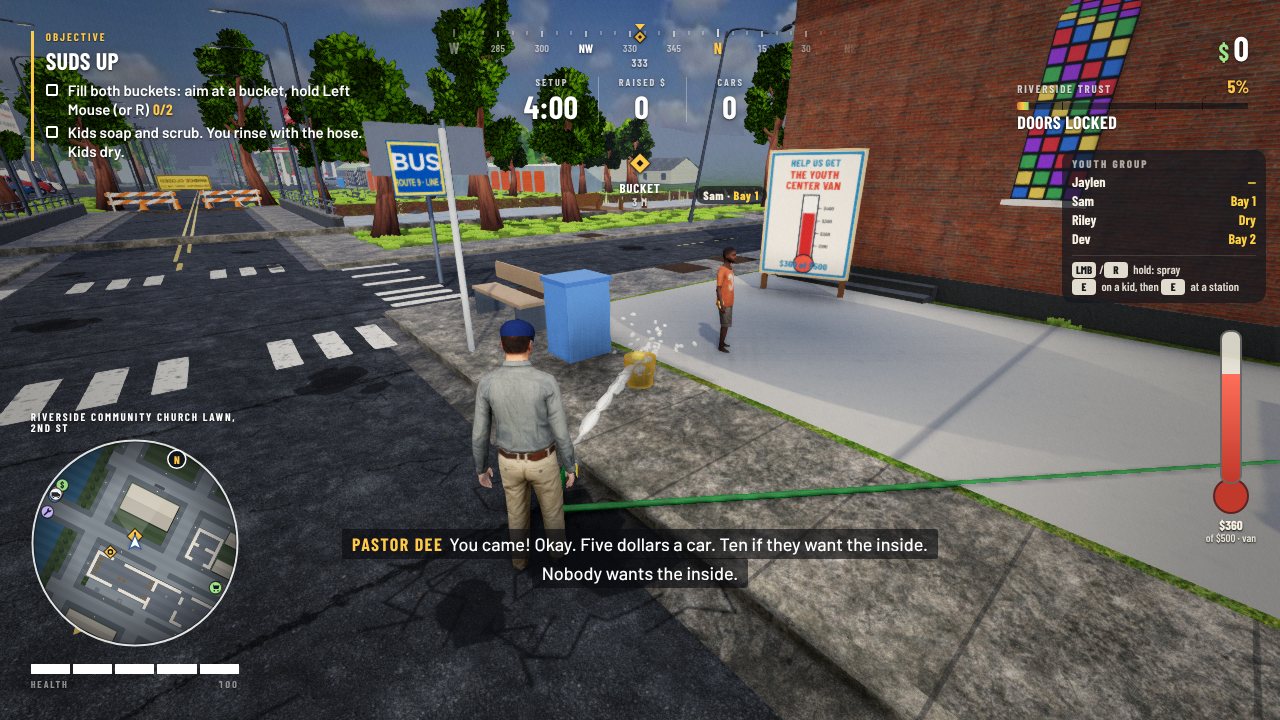 OBJECTIVE
SUDS UP
Fill both buckets: aim at a bucket, hold Left
Mouse (or R) 0/2
Kids soap and scrub. You rinse with the hose.
Kids dry.
W 285 300 NW 330 345 N 15 30
333
SETUP
4:00
RAISED $
0
CARS
0
$ 0
RIVERSIDE TRUST 5%
DOORS LOCKED
YOUTH GROUP
Jaylen –
Sam Bay 1
Riley Dry
Dev Bay 2
LMB / R hold: spray
E on a kid, then E at a station
BUS
ROUTE 9 - LINE
BUCKET
3 M
Sam · Bay 1
HELP US GET
THE YOUTH
CENTER VAN
RIVERSIDE COMMUNITY CHURCH LAWN,
2ND ST
N
$
HEALTH 100
PASTOR DEE You came! Okay. Five dollars a car. Ten if they want the inside.
Nobody wants the inside.
$360
of $500 · van